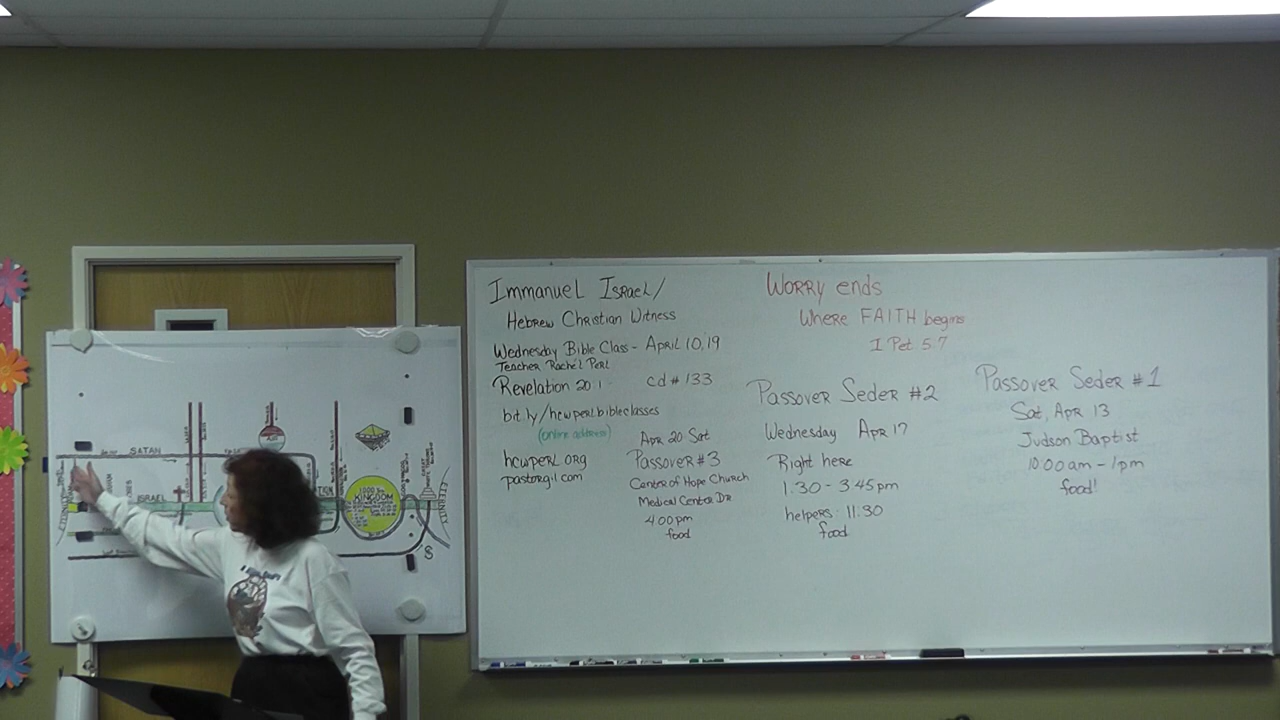 SATAN
ISRAEL
1000 YR.
KINGDOM
ETERNITY
S
Immanuel Israel/
Hebrew Christian Witness
Wednesday Bible Class - April 10, 19
Teacher Rachel Perl
Revelation 20:1 cd # 133
bit.ly/hcwperlbibleclasses
(online address)
hcwperl.org
pastorgil.com
Apr 20 Sat
Passover #3
Centre of Hope Church
Medical Center Dr
4:00 pm
food
Worry ends
Where FAITH begins
I Pet 5:7
Passover Seder #2
Wednesday Apr 17
Right here
1:30 - 3:45 pm
helpers: 11:30
food
Passover Seder #1
Sat, Apr 13
Judson Baptist
10:00 am - 1 pm
food!